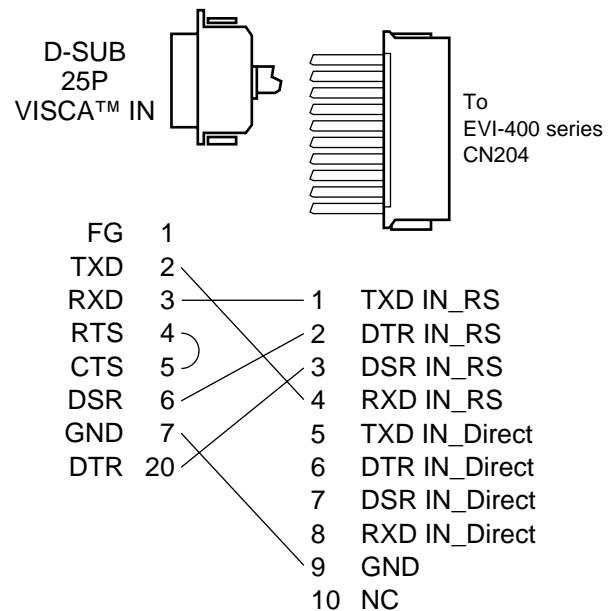 D-SUB
25P
VISCA™ IN
To
EVI-400 series
CN204
FG 1
TXD 2
RXD 3
RTS 4
CTS 5
DSR 6
GND 7
DTR 20
1 TXD IN_RS
2 DTR IN_RS
3 DSR IN_RS
4 RXD IN_RS
5 TXD IN_Direct
6 DTR IN_Direct
7 DSR IN_Direct
8 RXD IN_Direct
9 GND
10 NC